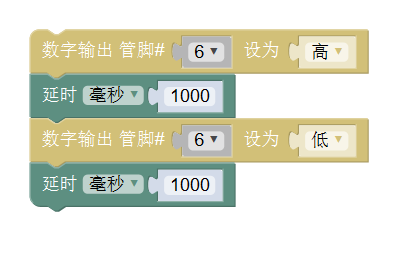 数字输出 管脚# 6 设为 高
延时 毫秒 1000
数字输出 管脚# 6 设为 低
延时 毫秒 1000